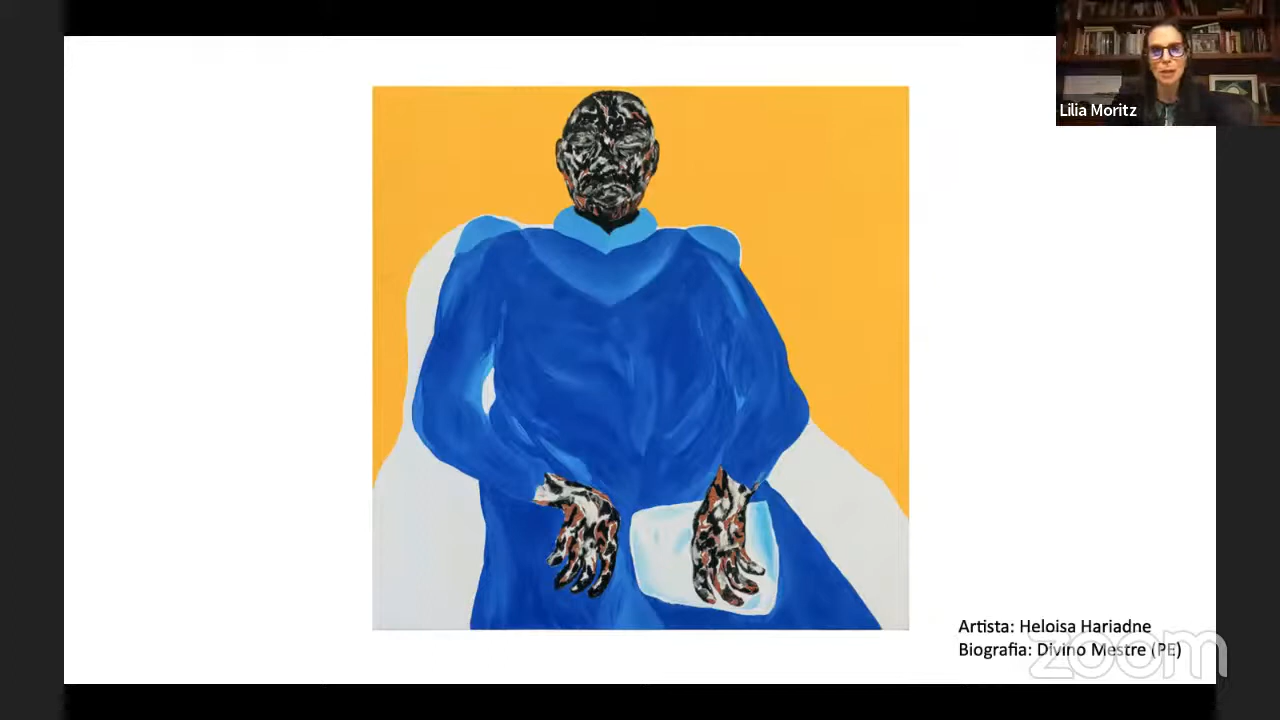 Lilia Moritz
Artista: Heloisa Hariadne
Biografia: Divino Mestre (PE)
zoom